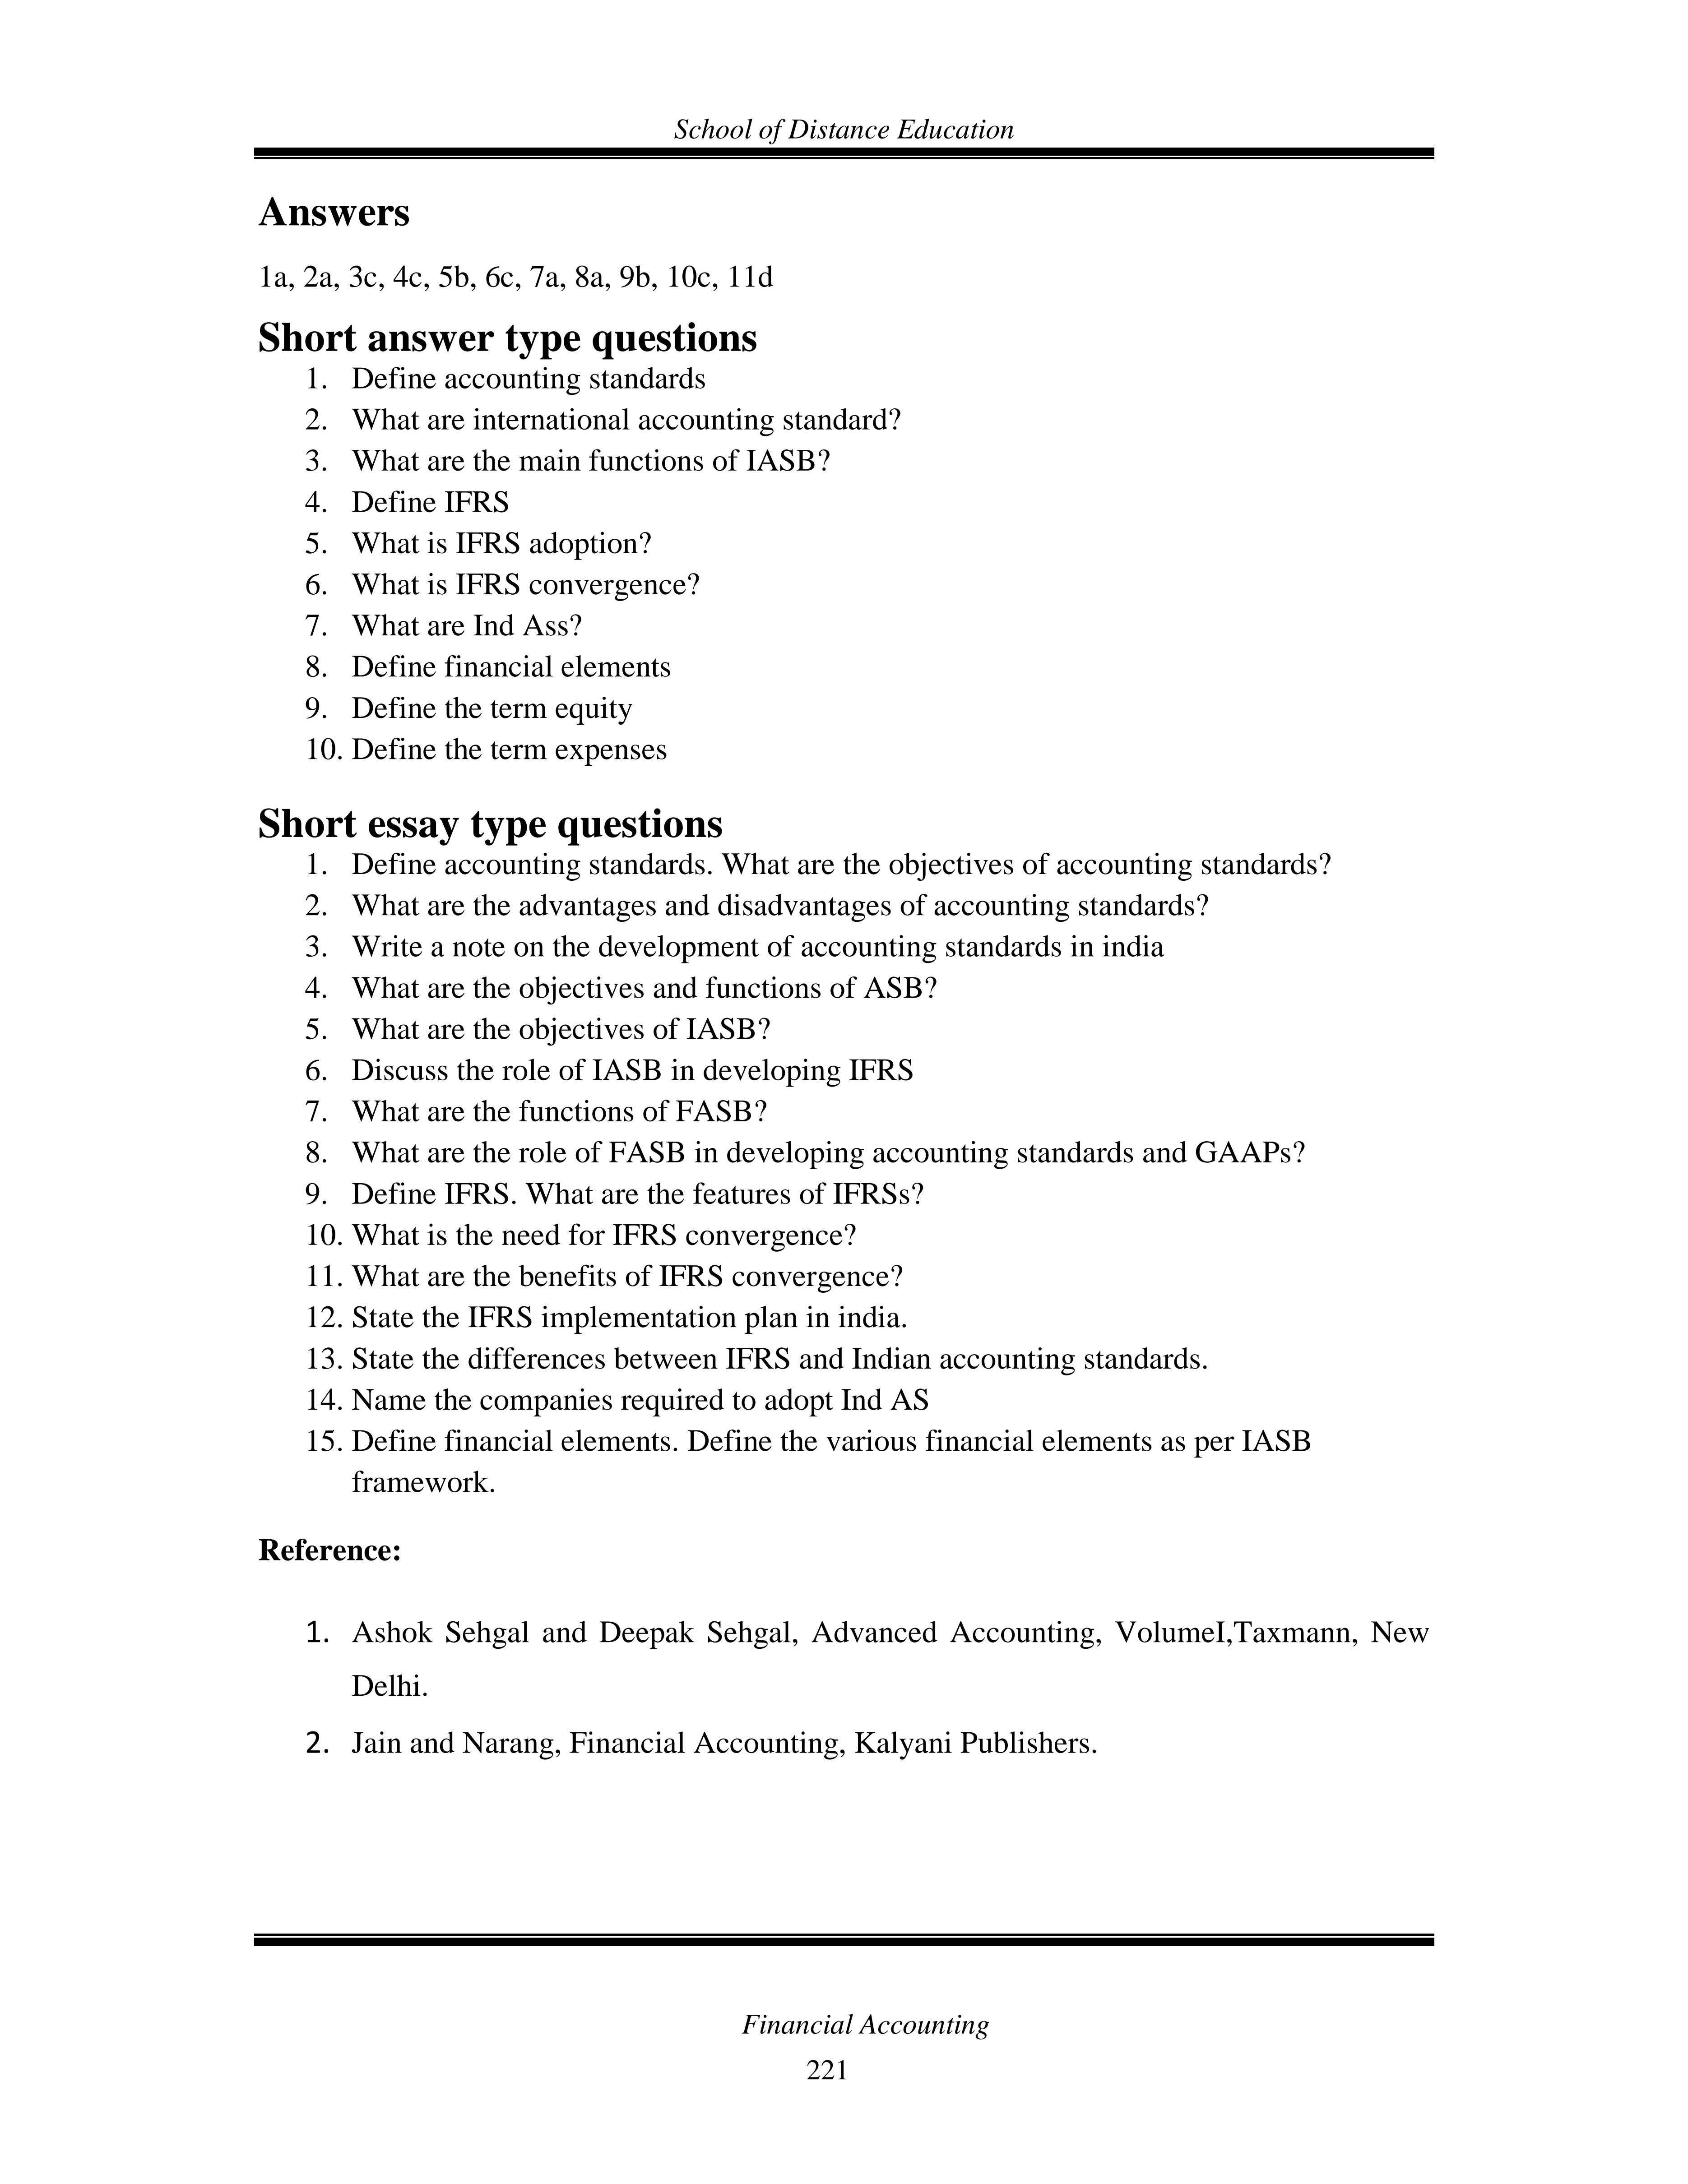 School of Distance Education
Answers
1a, 2a, 3c, 4c, 5b, 6c, 7a, 8a, 9b, 10c, 11d
Short answer type questions
1. Define accounting standards
2. What are international accounting standard?
3. What are the main functions of IASB?
4. Define IFRS
5. What is IFRS adoption?
6. What is IFRS convergence?
7. What are Ind Ass?
8. Define financial elements
9. Define the term equity
10. Define the term expenses
Short essay type questions
1. Define accounting standards. What are the objectives of accounting standards?
2. What are the advantages and disadvantages of accounting standards?
3. Write a note on the development of accounting standards in india
4. What are the objectives and functions of ASB?
5. What are the objectives of IASB?
6. Discuss the role of IASB in developing IFRS
7. What are the functions of FASB?
8. What are the role of FASB in developing accounting standards and GAAPs?
9. Define IFRS. What are the features of IFRSs?
10. What is the need for IFRS convergence?
11. What are the benefits of IFRS convergence?
12. State the IFRS implementation plan in india.
13. State the differences between IFRS and Indian accounting standards.
14. Name the companies required to adopt Ind AS
15. Define financial elements. Define the various financial elements as per IASB
framework.
Reference:
1. Ashok Sehgal and Deepak Sehgal, Advanced Accounting, VolumeI,Taxmann, New
Delhi.
2. Jain and Narang, Financial Accounting, Kalyani Publishers.
Financial Accounting
221